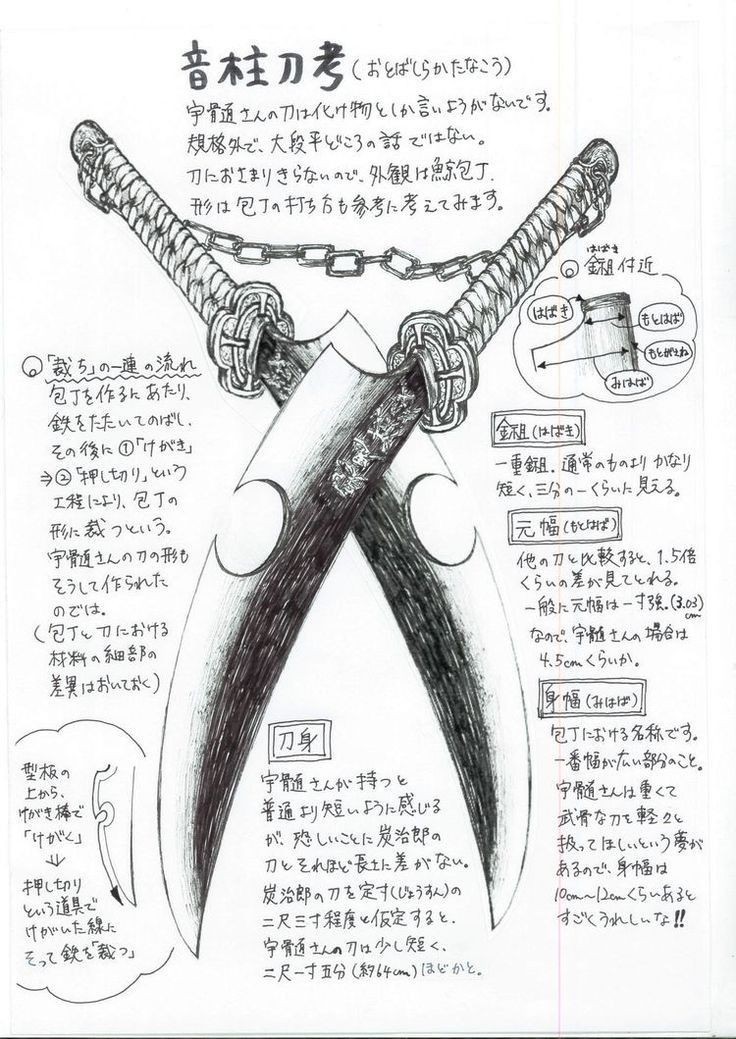 音柱刀考(おとばしらかたなこう)
宇髄さんの刀は化け物としか言いようがないです。
規格外で、大段平どころの話ではない。
刀におさまりきらないので、外観は鯨包丁、
形は包丁の打ち方も参考に考えてみます。
はばき
○鎺付近
はばき
もとはば
もとがね
みはば
○「裁ち」の一連の流れ
包丁を作るにあたり、
鉄をたたいてのばし、
その後に①「けがき」
⇒②「押し切り」という
工程により、包丁の
形に裁つという。
宇髄さんの刀の形も
そうして作られた
のでは。
(包丁と刀における
材料の細部の
差異はおいておく)
型板の
上から、
けがき棒で
「けがく」
⇓
押し切り
という道具で
けがいた線に
そって鉄を「裁つ」
鎺(はばき)
一重鎺。通常のものよりかなり
短く、三分の一くらいに見える。
元幅(もとはば)
他の刀と比較すると、1.5倍
くらいの差が見てとれる。
一般に元幅は一寸強。(3.03)cm
なので、宇髄さんの場合は
4.5cmくらいか。
身幅(みはば)
包丁における名称です。
一番幅が広い部分のこと。
宇髄さんは重くて
武骨な刀を軽々と
扱ってほしいという夢が
あるので、身幅は
10cm〜12cmくらいあると
すごくうれしいな!!
刀身
宇髄さんが持つと
普通より短いように感じる
が、恐しいことに炭治郎の
刀とそれほど長さに差がない。
炭治郎の刀を定寸(じょうすん)の
二尺三寸程度と仮定すると、
宇髄さんの刀は少し短く、
二尺一寸五分(約64cm)ほどかと。